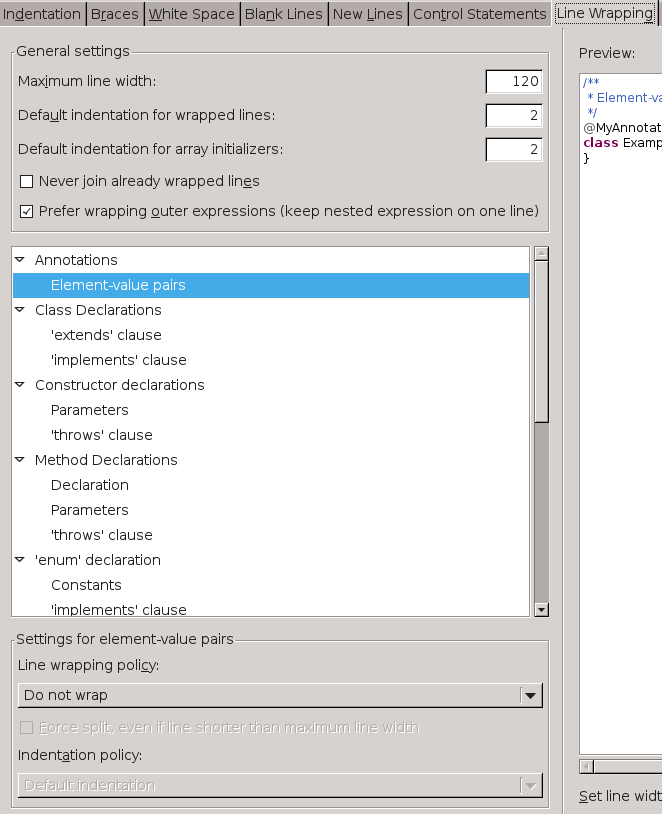 Indentation Braces White Space Blank Lines New Lines Control Statements Line Wrapping
General settings
Maximum line width: 120
Default indentation for wrapped lines: 2
Default indentation for array initializers: 2
Never join already wrapped lines
Prefer wrapping outer expressions (keep nested expression on one line)
Annotations
Element-value pairs
Class Declarations
'extends' clause
'implements' clause
Constructor declarations
Parameters
'throws' clause
Method Declarations
Declaration
Parameters
'throws' clause
'enum' declaration
Constants
'implements' clause
Settings for element-value pairs
Line wrapping policy:
Do not wrap
Force split, even if line shorter than maximum line width
Indentation policy:
Default indentation
Preview:
/**
* Element-va
*/
@MyAnnotat
class Examp
}
Set line widt